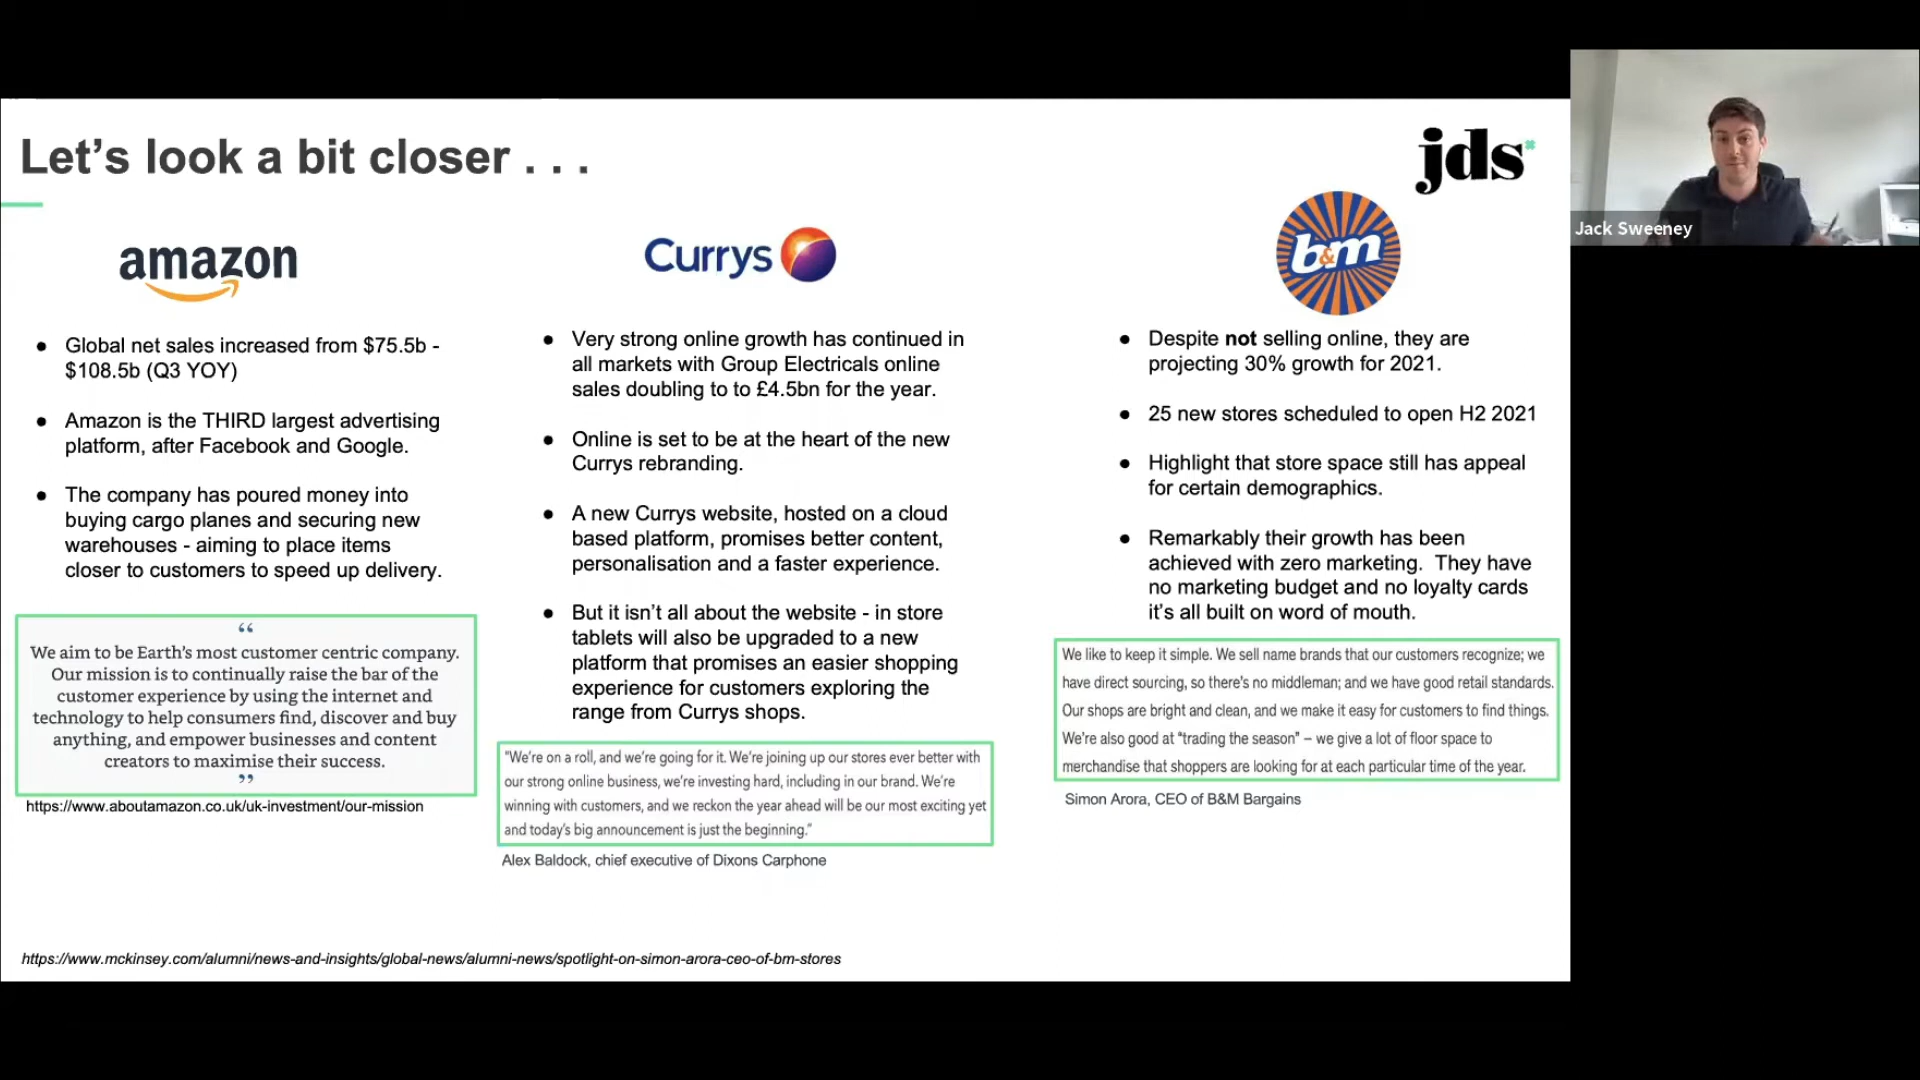 Let's look a bit closer . . .
jds
amazon
Global net sales increased from $75.5b -
$108.5b (Q3 YOY)
Amazon is the THIRD largest advertising
platform, after Facebook and Google.
The company has poured money into
buying cargo planes and securing new
warehouses - aiming to place items
closer to customers to speed up delivery.
“
We aim to be Earth's most customer centric company.
Our mission is to continually raise the bar of the
customer experience by using the internet and
technology to help consumers find, discover and buy
anything, and empower businesses and content
creators to maximise their success.
”
https://www.aboutamazon.co.uk/uk-investment/our-mission
Currys
Very strong online growth has continued in
all markets with Group Electricals online
sales doubling to to £4.5bn for the year.
Online is set to be at the heart of the new
Currys rebranding.
A new Currys website, hosted on a cloud
based platform, promises better content,
personalisation and a faster experience.
But it isn't all about the website - in store
tablets will also be upgraded to a new
platform that promises an easier shopping
experience for customers exploring the
range from Currys shops.
"We're on a roll, and we're going for it. We're joining up our stores ever better with
our strong online business, we're investing hard, including in our brand. We're
winning with customers, and we reckon the year ahead will be our most exciting yet
and today's big announcement is just the beginning."
Alex Baldock, chief executive of Dixons Carphone
b&m
Despite not selling online, they are
projecting 30% growth for 2021.
25 new stores scheduled to open H2 2021
Highlight that store space still has appeal
for certain demographics.
Remarkably their growth has been
achieved with zero marketing. They have
no marketing budget and no loyalty cards
it's all built on word of mouth.
We like to keep it simple. We sell name brands that our customers recognize; we
have direct sourcing, so there's no middleman; and we have good retail standards.
Our shops are bright and clean, and we make it easy for customers to find things.
We're also good at "trading the season" – we give a lot of floor space to
merchandise that shoppers are looking for at each particular time of the year.
Simon Arora, CEO of B&M Bargains
https://www.mckinsey.com/alumni/news-and-insights/global-news/alumni-news/spotlight-on-simon-arora-ceo-of-bm-stores
Jack Sweeney